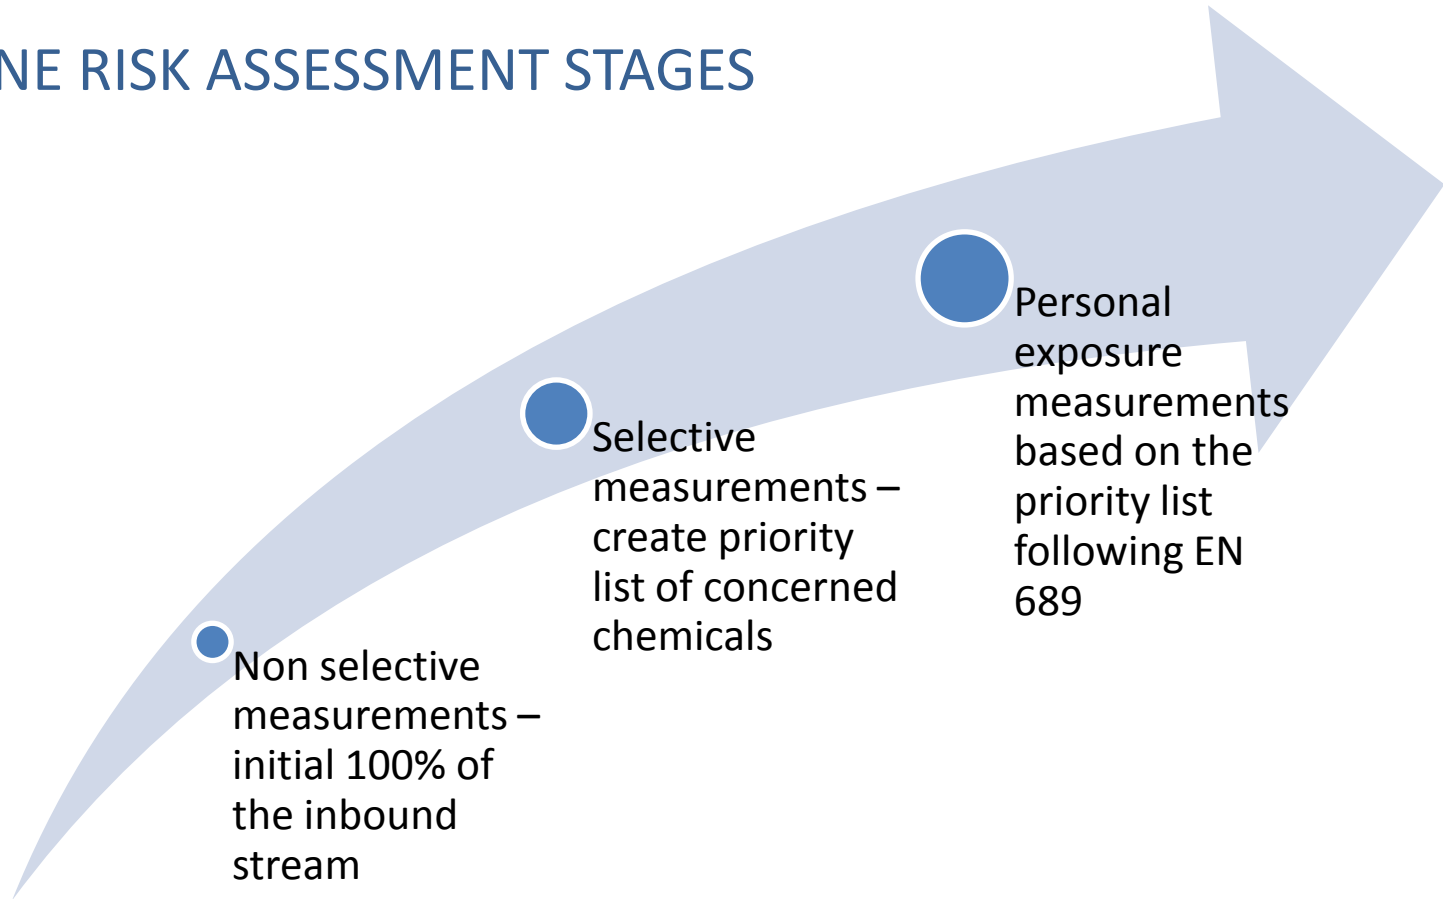 NE RISK ASSESSMENT STAGES
Non selective
measurements –
initial 100% of
the inbound
stream
Selective
measurements –
create priority
list of concerned
chemicals
Personal
exposure
measurements
based on the
priority list
following EN
689